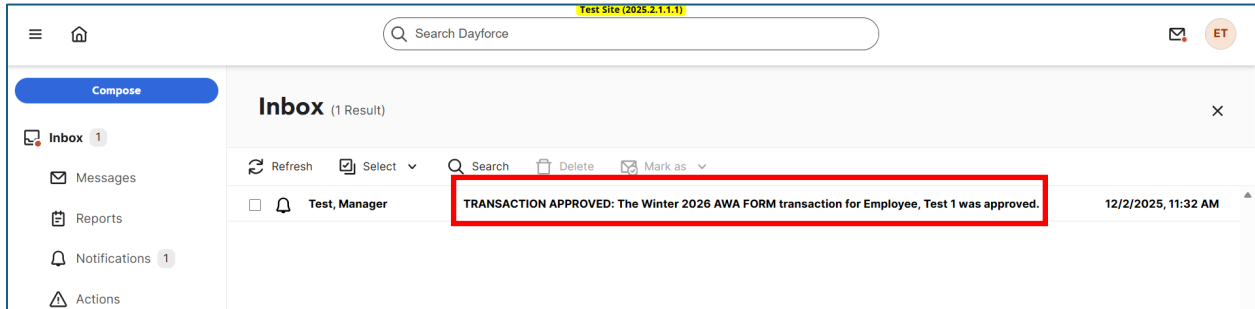 Test Site (2025.2.1.1.1)
Search Dayforce
ET
Compose
Inbox (1 Result)
Inbox 1
Refresh Select Search Delete Mark as
Messages
Test, Manager TRANSACTION APPROVED: The Winter 2026 AWA FORM transaction for Employee, Test 1 was approved. 12/2/2025, 11:32 AM
Reports
Notifications 1
Actions